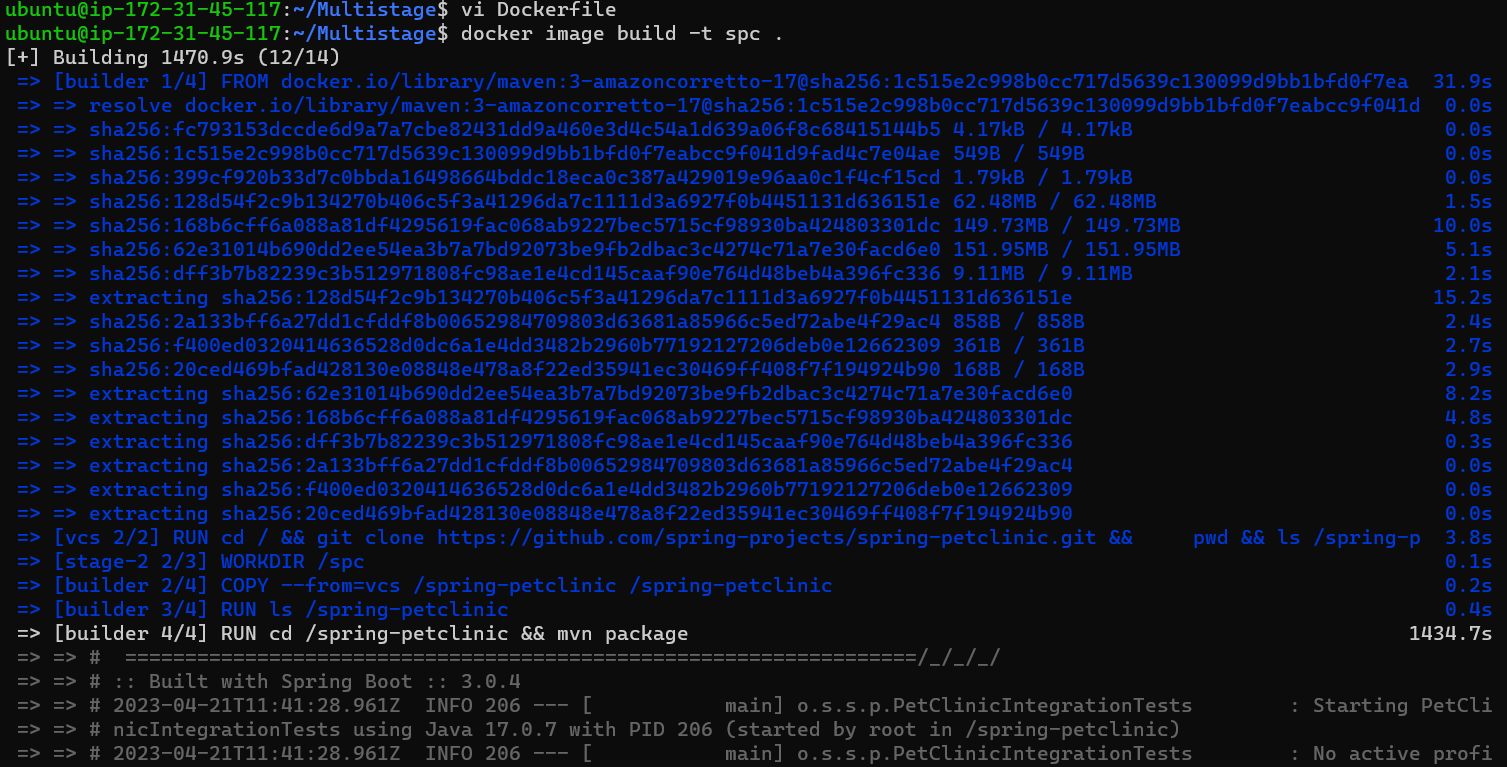 ubuntu@ip-172-31-45-117:~/Multistage$ vi Dockerfile
ubuntu@ip-172-31-45-117:~/Multistage$ docker image build -t spc .
[+] Building 1470.9s (12/14)
=> [builder 1/4] FROM docker.io/library/maven:3-amazoncorretto-17@sha256:1c515e2c998b0cc717d5639c130099d9bb1bfd0f7ea 31.9s
=> => resolve docker.io/library/maven:3-amazoncorretto-17@sha256:1c515e2c998b0cc717d5639c130099d9bb1bfd0f7eabcc9f041d 0.0s
=> => sha256:fc793153dccde6d9a7a7cbe82431dd9a460e3d4c54a1d639a06f8c68415144b5 4.17kB / 4.17kB 0.0s
=> => sha256:1c515e2c998b0cc717d5639c130099d9bb1bfd0f7eabcc9f041d9fad4c7e04ae 549B / 549B 0.0s
=> => sha256:399cf920b33d7c0bbda16498664bddc18eca0c387a429019e96aa0c1f4cf15cd 1.79kB / 1.79kB 0.0s
=> => sha256:128d54f2c9b134270b406c5f3a41296da7c1111d3a6927f0b4451131d636151e 62.48MB / 62.48MB 1.5s
=> => sha256:168b6cff6a088a81df4295619fac068ab9227bec5715cf98930ba424803301dc 149.73MB / 149.73MB 10.0s
=> => sha256:62e31014b690dd2ee54ea3b7a7bd92073be9fb2dbac3c4274c71a7e30facd6e0 151.95MB / 151.95MB 5.1s
=> => sha256:dff3b7b82239c3b512971808fc98ae1e4cd145caaf90e764d48beb4a396fc336 9.11MB / 9.11MB 2.1s
=> => extracting sha256:128d54f2c9b134270b406c5f3a41296da7c1111d3a6927f0b4451131d636151e 15.2s
=> => sha256:2a133bff6a27dd1cfddf8b00652984709803d63681a85966c5ed72abe4f29ac4 858B / 858B 2.4s
=> => sha256:f400ed0320414636528d0dc6a1e4dd3482b2960b77192127206deb0e12662309 361B / 361B 2.7s
=> => sha256:20ced469bfad428130e08848e478a8f22ed35941ec30469ff408f7f194924b90 168B / 168B 2.9s
=> => extracting sha256:62e31014b690dd2ee54ea3b7a7bd92073be9fb2dbac3c4274c71a7e30facd6e0 8.2s
=> => extracting sha256:168b6cff6a088a81df4295619fac068ab9227bec5715cf98930ba424803301dc 4.8s
=> => extracting sha256:dff3b7b82239c3b512971808fc98ae1e4cd145caaf90e764d48beb4a396fc336 0.3s
=> => extracting sha256:2a133bff6a27dd1cfddf8b00652984709803d63681a85966c5ed72abe4f29ac4 0.0s
=> => extracting sha256:f400ed0320414636528d0dc6a1e4dd3482b2960b77192127206deb0e12662309 0.0s
=> => extracting sha256:20ced469bfad428130e08848e478a8f22ed35941ec30469ff408f7f194924b90 0.0s
=> [vcs 2/2] RUN cd / && git clone https://github.com/spring-projects/spring-petclinic.git &&     pwd && ls /spring-p 3.8s
=> [stage-2 2/3] WORKDIR /spc 0.1s
=> [builder 2/4] COPY --from=vcs /spring-petclinic /spring-petclinic 0.2s
=> [builder 3/4] RUN ls /spring-petclinic 0.4s
=> [builder 4/4] RUN cd /spring-petclinic && mvn package 1434.7s
=> => #  ==================================================================/_/_/_/
=> => # :: Built with Spring Boot :: 3.0.4
=> => # 2023-04-21T11:41:28.961Z  INFO 206 --- [           main] o.s.s.p.PetClinicIntegrationTests        : Starting PetCli
=> => # nicIntegrationTests using Java 17.0.7 with PID 206 (started by root in /spring-petclinic)
=> => # 2023-04-21T11:41:28.961Z  INFO 206 --- [           main] o.s.s.p.PetClinicIntegrationTests        : No active profi